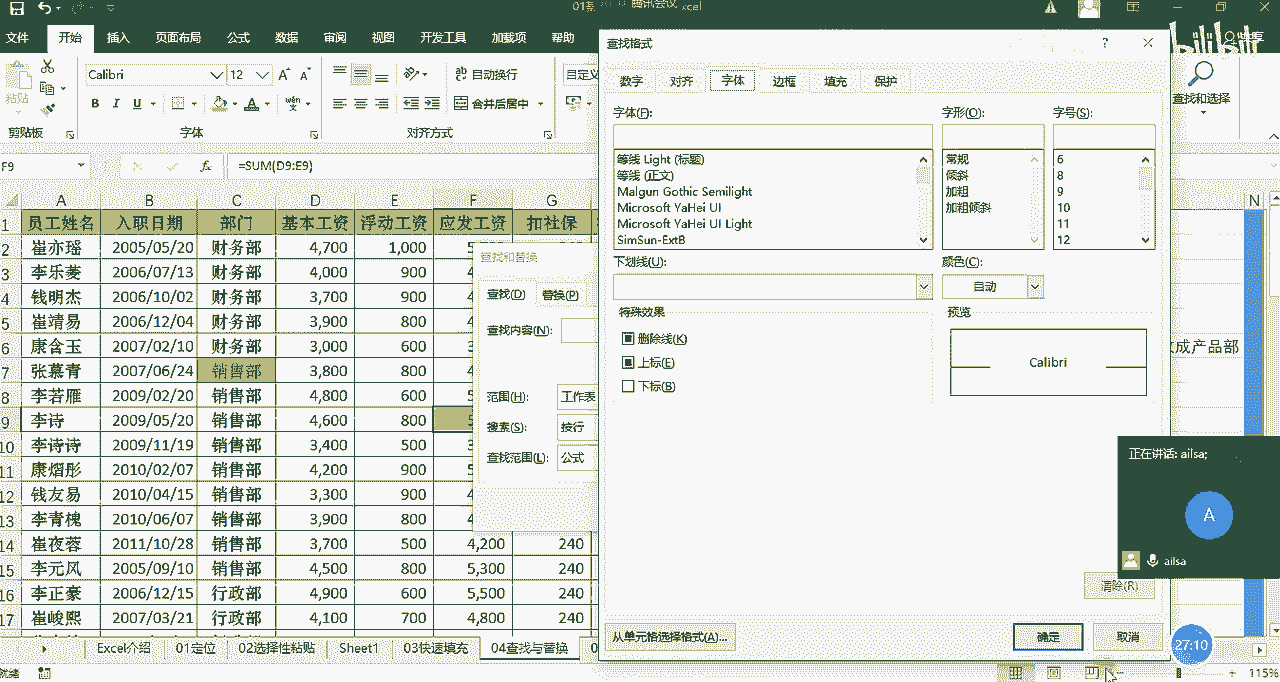 腾讯会议
文件 开始 插入 页面布局 公式 数据 审阅 视图 开发工具 加载项 帮助
bilibili
粘贴
Calibri 12
B I U
自动换行
合并后居中
剪贴板 字体 对齐方式
查找和选择
F9 =SUM(D9:E9)
A B C D E F G N
1 员工姓名 入职日期 部门 基本工资 浮动工资 应发工资 扣社保
2 崔亦瑶 2005/05/20 财务部 4,700 1,000
3 李乐菱 2006/07/13 财务部 4,000 900
4 钱明杰 2006/10/02 财务部 3,700 900
5 崔靖易 2006/12/04 财务部 3,900 800
6 康含玉 2007/02/10 财务部 3,000 600
7 张慕青 2007/06/24 销售部 3,800 800
8 李若雁 2009/02/20 销售部 4,800 600
9 李诗 2009/05/20 销售部 4,600 800
10 李诗诗 2009/11/19 销售部 3,400 500
11 康熠彤 2010/02/07 销售部 4,200 900
12 钱友易 2010/04/15 销售部 3,300 900
13 李青槐 2010/06/07 销售部 3,900 800
14 崔夜蓉 2011/10/28 销售部 3,700 500 4,200 240
15 李元凤 2005/09/10 销售部 4,500 800 5,300 240
16 李正豪 2006/12/15 行政部 4,900 600 5,500 240
17 崔峻熙 2007/03/21 行政部 4,100 700 4,800 240
成产品部
查找和替换
查找(D) 替换(P)
查找内容(N):
范围(H): 工作表
搜索(S): 按行
查找范围(L): 公式
查找格式
数字 对齐 字体 边框 填充 保护
字体(F): 字形(O): 字号(S):
等线 Light (标题) 常规 6
等线 (正文) 倾斜 8
Malgun Gothic Semilight 加粗 9
Microsoft YaHei UI 加粗倾斜 10
Microsoft YaHei UI Light 11
SimSun-ExtB 12
下划线(U): 颜色(C):
自动
特殊效果 预览
删除线(K)
上标(E)
下标(B)
Calibri
清除(R)
从单元格选择格式(A)... 确定 取消
正在讲话: ailsa;
A
ailsa
27:10
Excel介绍 01定位 02选择性粘贴 Sheet1 03快速填充 04查找与替换
就绪 115%